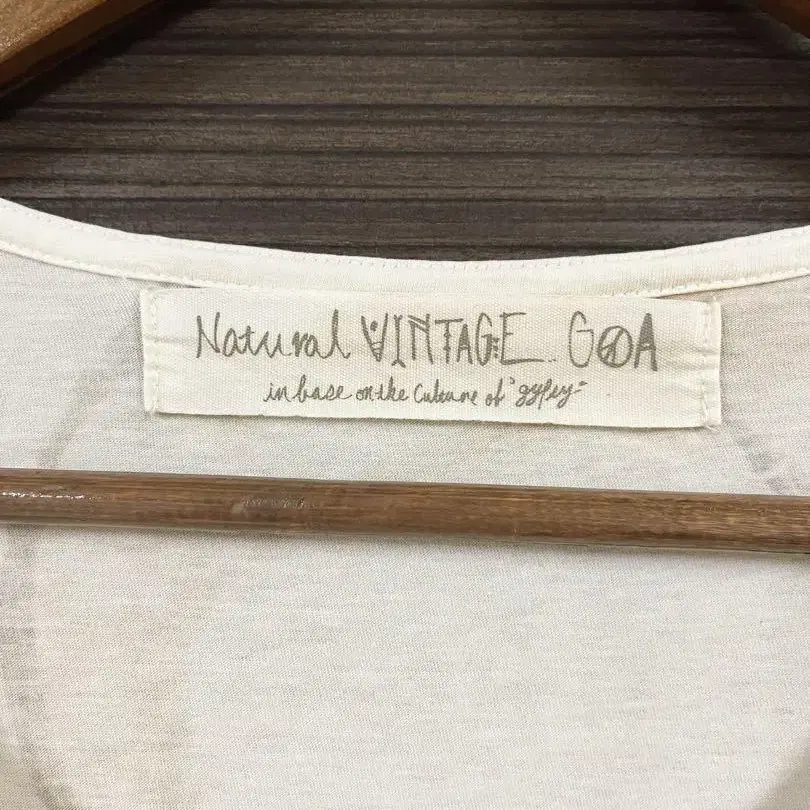 Natural VINTAGE.. GOA
in base on the Culture of "gypsy"